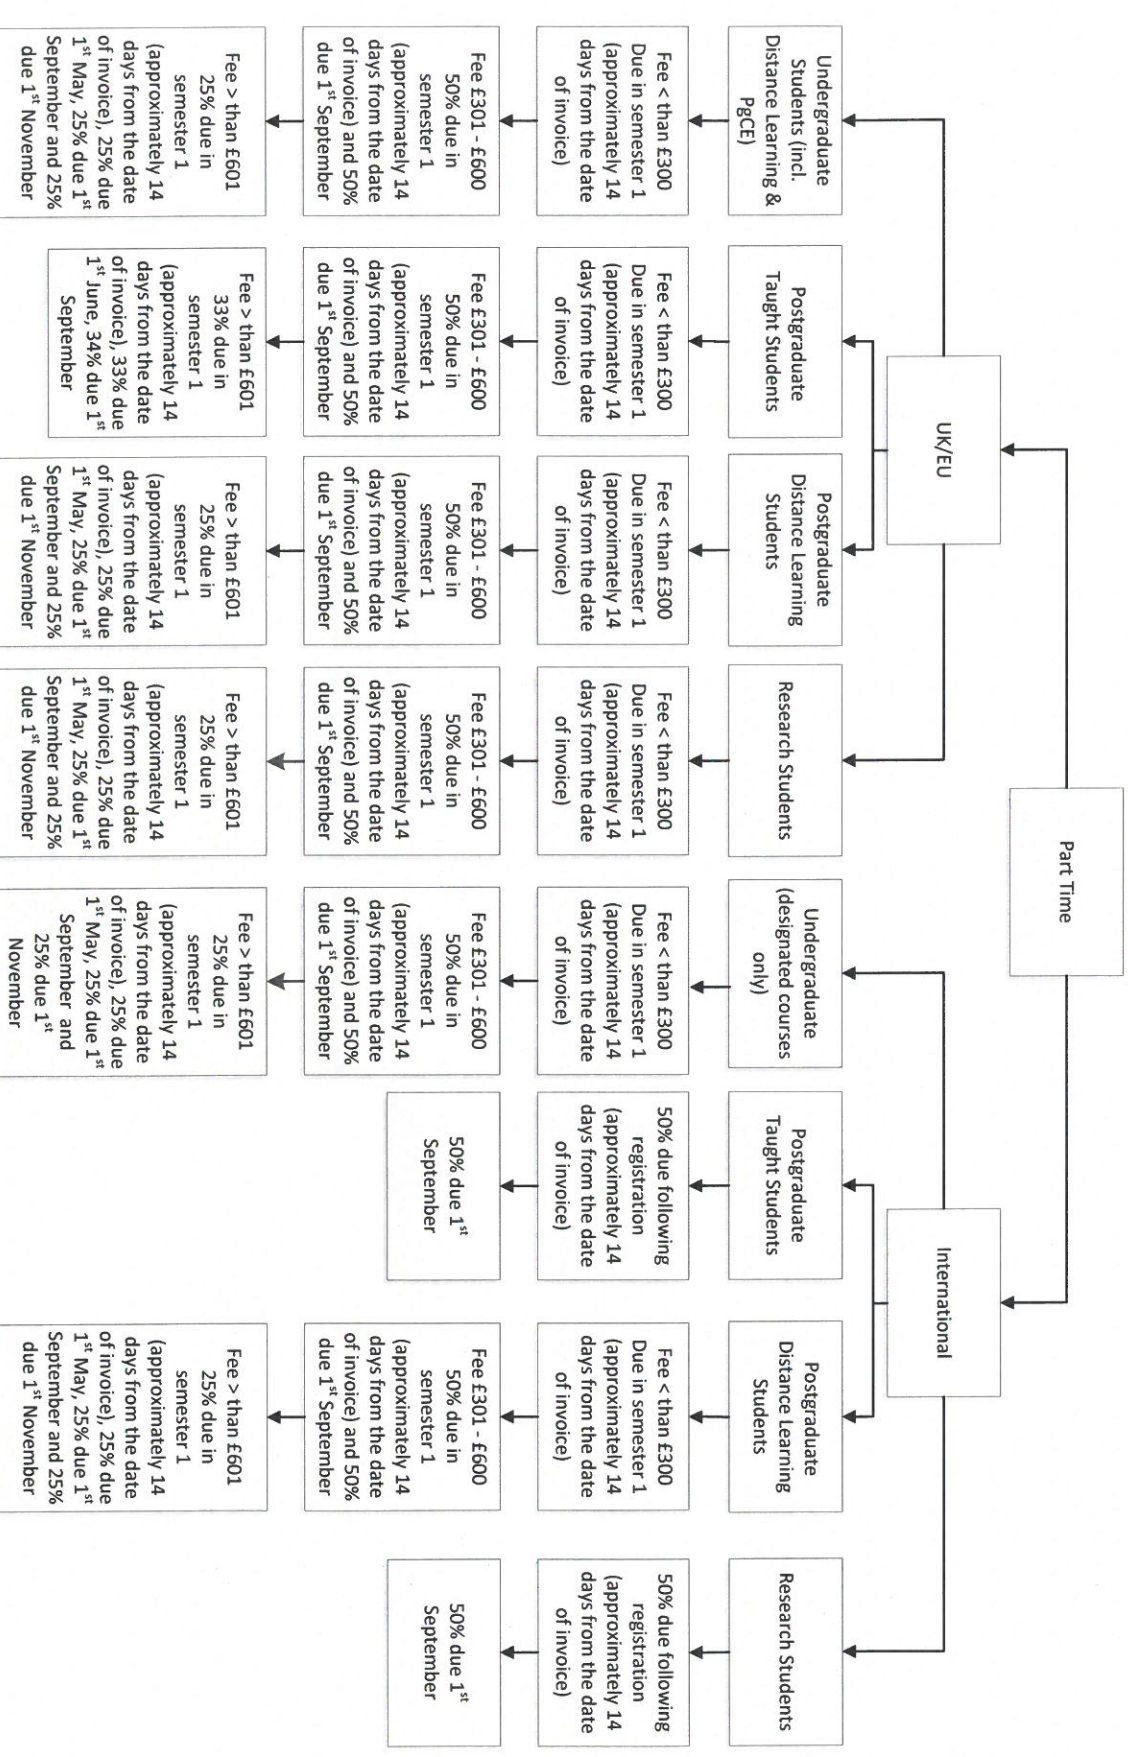 Part Time
UK/EU
International
Undergraduate
Students (incl.
Distance Learning &
PgCE)
Postgraduate
Taught Students
Postgraduate
Distance Learning
Students
Research Students
Undergraduate
(designated courses
only)
Postgraduate
Taught Students
Postgraduate
Distance Learning
Students
Research Students
Fee < than £300
Due in semester 1
(approximately 14
days from the date
of invoice)
Fee < than £300
Due in semester 1
(approximately 14
days from the date
of invoice)
Fee < than £300
Due in semester 1
(approximately 14
days from the date
of invoice)
Fee < than £300
Due in semester 1
(approximately 14
days from the date
of invoice)
Fee < than £300
Due in semester 1
(approximately 14
days from the date
of invoice)
50% due following
registration
(approximately 14
days from the date
of invoice)
Fee < than £300
Due in semester 1
(approximately 14
days from the date
of invoice)
50% due following
registration
(approximately 14
days from the date
of invoice)
Fee £301 - £600
50% due in
semester 1
(approximately 14
days from the date
of invoice) and 50%
due 1st September
Fee £301 - £600
50% due in
semester 1
(approximately 14
days from the date
of invoice) and 50%
due 1st September
Fee £301 - £600
50% due in
semester 1
(approximately 14
days from the date
of invoice) and 50%
due 1st September
Fee £301 - £600
50% due in
semester 1
(approximately 14
days from the date
of invoice) and 50%
due 1st September
Fee £301 - £600
50% due in
semester 1
(approximately 14
days from the date
of invoice) and 50%
due 1st September
50% due 1st
September
Fee £301 - £600
50% due in
semester 1
(approximately 14
days from the date
of invoice) and 50%
due 1st September
50% due 1st
September
Fee > than £601
25% due in
semester 1
(approximately 14
days from the date
of invoice), 25% due
1st May, 25% due 1st
September and 25%
due 1st November
Fee > than £601
33% due in
semester 1
(approximately 14
days from the date
of invoice), 33% due
1st June, 34% due 1st
September
Fee > than £601
25% due in
semester 1
(approximately 14
days from the date
of invoice), 25% due
1st May, 25% due 1st
September and 25%
due 1st November
Fee > than £601
25% due in
semester 1
(approximately 14
days from the date
of invoice), 25% due
1st May, 25% due 1st
September and 25%
due 1st November
Fee > than £601
25% due in
semester 1
(approximately 14
days from the date
of invoice), 25% due
1st May, 25% due 1st
September and
25% due 1st
November
Fee > than £601
25% due in
semester 1
(approximately 14
days from the date
of invoice), 25% due
1st May, 25% due 1st
September and 25%
due 1st November